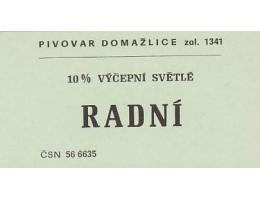 PIVOVAR DOMAŽLICE zal. 1341
10% VÝČEPNÍ SVĚTLÉ
RADNÍ
ČSN 56 6635